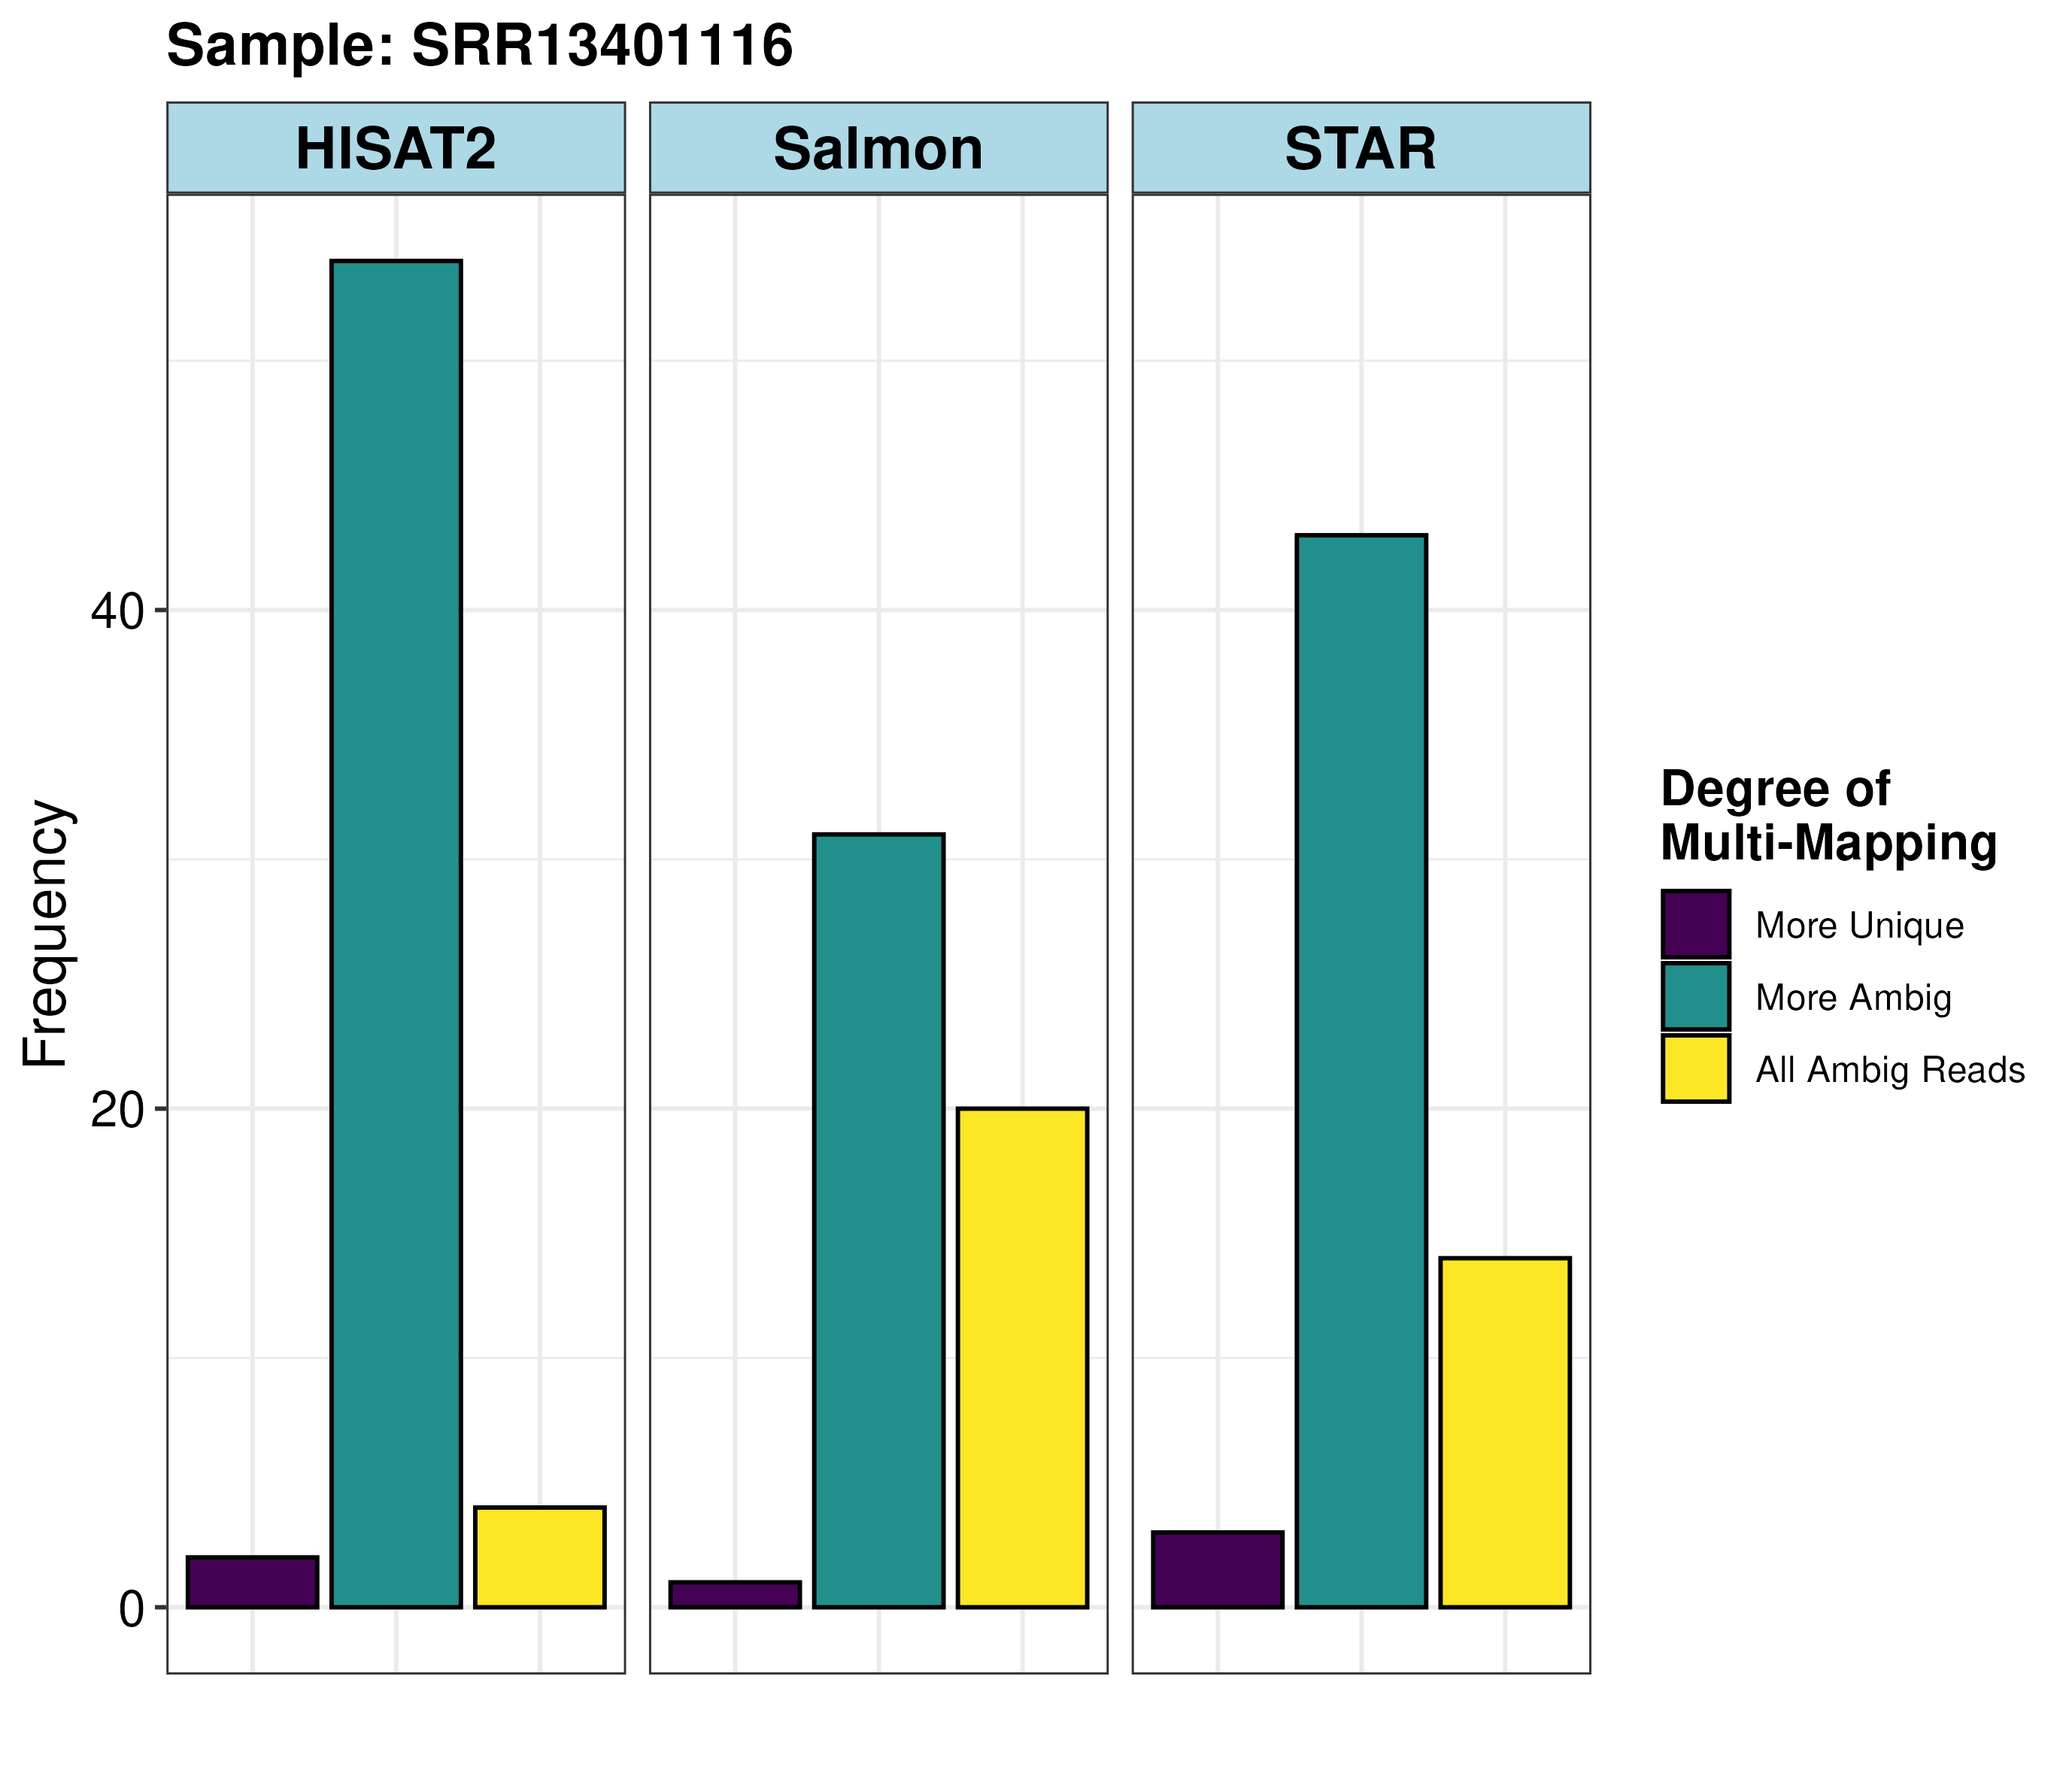 Sample: SRR13401116
HISAT2
Salmon
STAR
Frequency
40
20
0
Degree of
Multi-Mapping
More Unique
More Ambig
All Ambig Reads